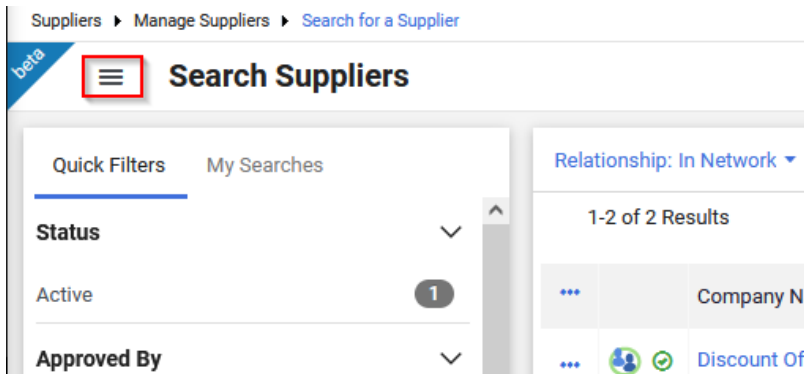 Suppliers ▸ Manage Suppliers ▸ Search for a Supplier
beta
Search Suppliers
Quick Filters My Searches
Status
Active 1
Approved By
Relationship: In Network
1-2 of 2 Results
Company N
Discount Of